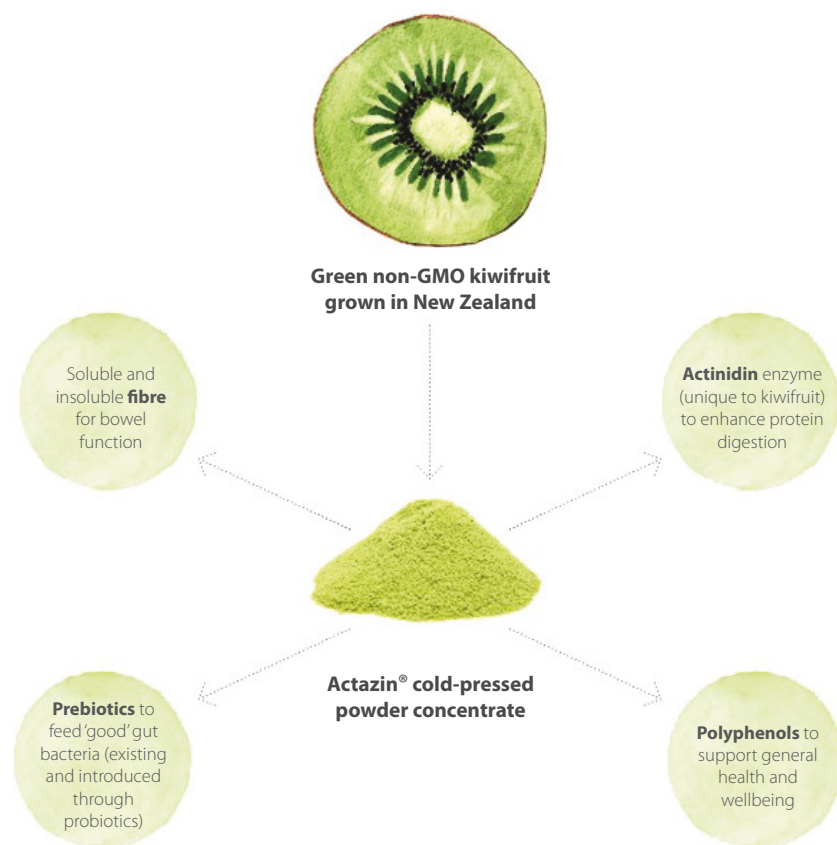 Green non-GMO kiwifruit
grown in New Zealand
Soluble and
insoluble fibre
for bowel
function
Actinidin enzyme
(unique to kiwifruit)
to enhance protein
digestion
Actazin® cold-pressed
powder concentrate
Prebiotics to
feed ‘good’ gut
bacteria (existing
and introduced
through
probiotics)
Polyphenols to
support general
health and
wellbeing